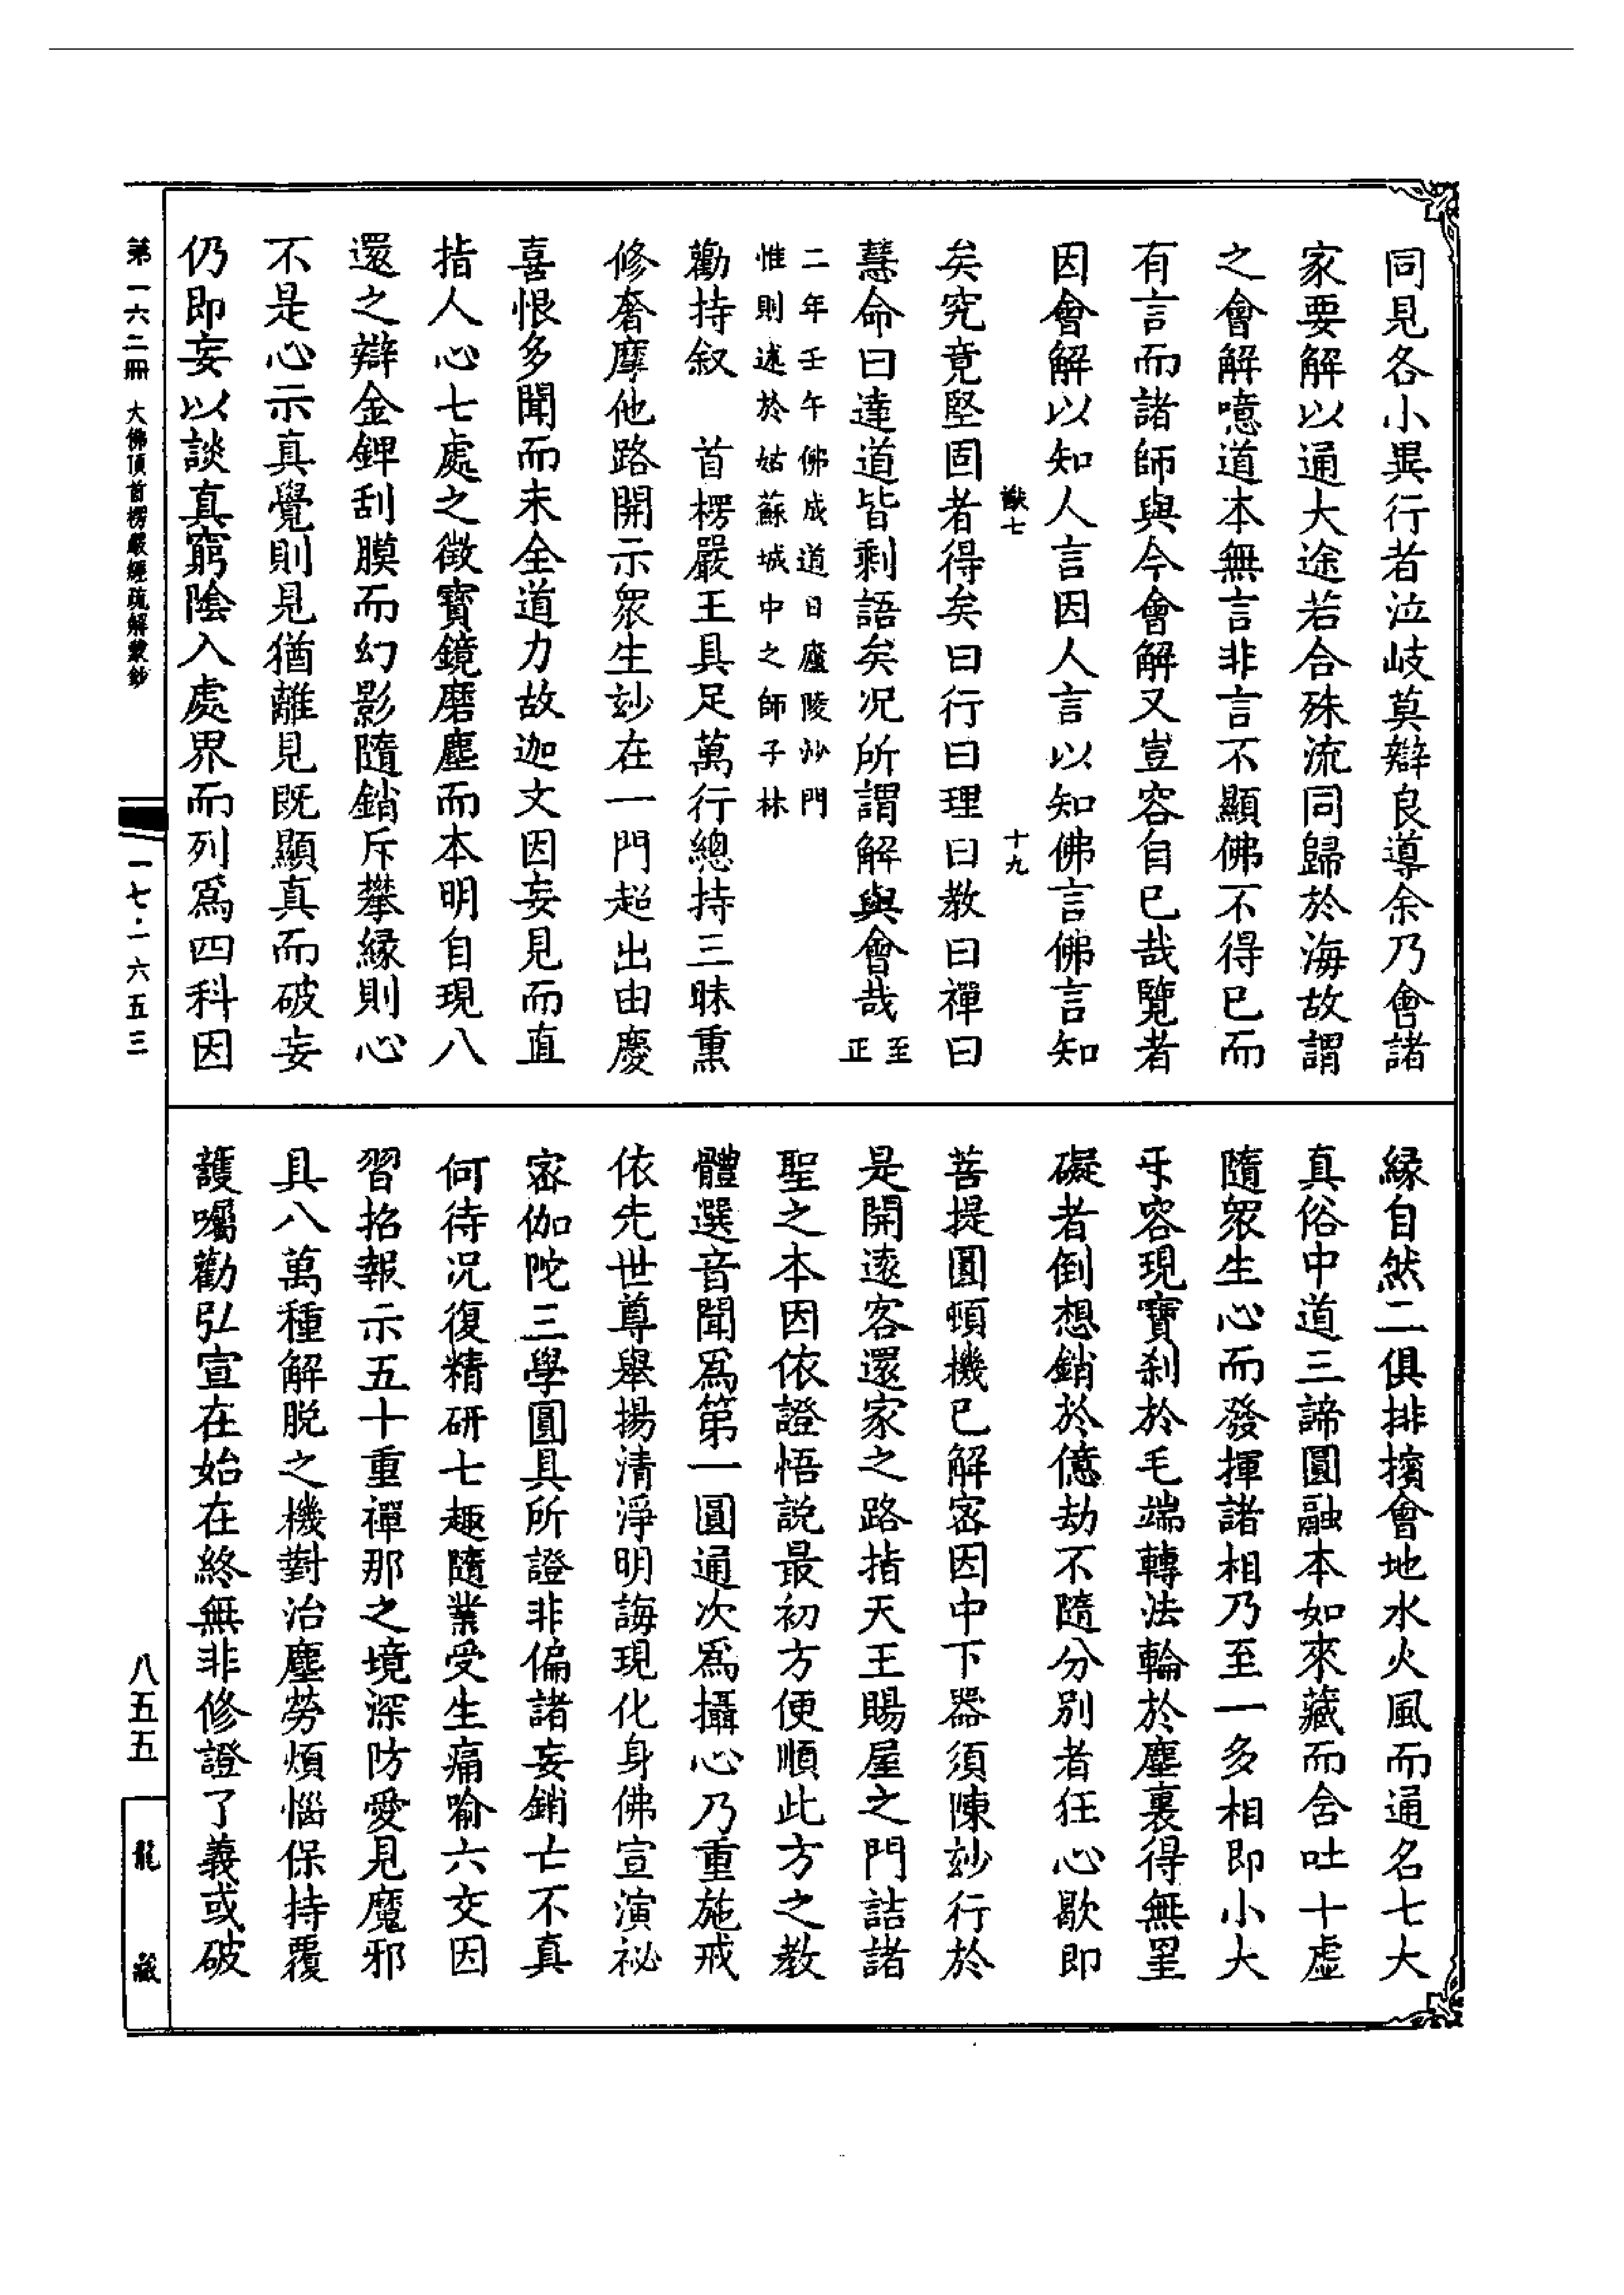 同見各小異行者泣岐莫辯良導余乃會諸
家要解以通大途若合殊流同歸於海故謂
之會解噫道本無言非言不顯佛不得已而
有言而諸師與今會解又豈容自已哉覽者
因會解以知人言因人言以知佛言佛言知
猷七
十九
矣究竟堅固者得矣曰行曰理曰教曰禪曰
慧命曰達道皆剩語矣况所謂解與會哉至
正
二年壬午佛成道日廬陵沙門
惟則述於姑蘇城中之師子林
勸持叙　首楞嚴王具足萬行總持三昧熏
修奢摩他路開示眾生玅在一門超出由慶
喜恨多聞而未全道力故迦文因妄見而直
指人心七處之徵寶鏡磨塵而本明自現八
還之辯金錍刮膜而幻影隨銷斥攀緣則心
不是心示真覺則見猶離見既顯真而破妄
仍即妄以談真窮陰入處界而列爲四科因
緣自然二俱排擯會地水火風而通名七大
真俗中道三諦圓融本如來藏而含吐十虛
隨眾生心而發揮諸相乃至一多相即小大
㸦容現寶刹於毛端轉法輪於塵裏得無罣
礙者倒想銷於億劫不隨分別者狂心歇即
菩提圓頓機已解密因中下器須陳玅行於
是開遠客還家之路指天王賜屋之門詰諸
聖之本因依證悟説最初方便順此方之教
體選音聞爲第一圓通次爲攝心乃重施戒
依先世尊舉揚清淨明誨現化身佛宣演祕
密伽陀三學圓具所證非偏諸妄銷亡不真
何待况復精研七趣隨業受生痛喻六交因
習招報示五十重禪那之境深防愛見魔邪
具八萬種解脱之機對治塵勞煩惱保持覆
護囑勸弘宣在始在終無非修證了義或破
第一六二冊　大佛頂首楞嚴經疏解蒙鈔
一七·一六五三
八五五
龍藏